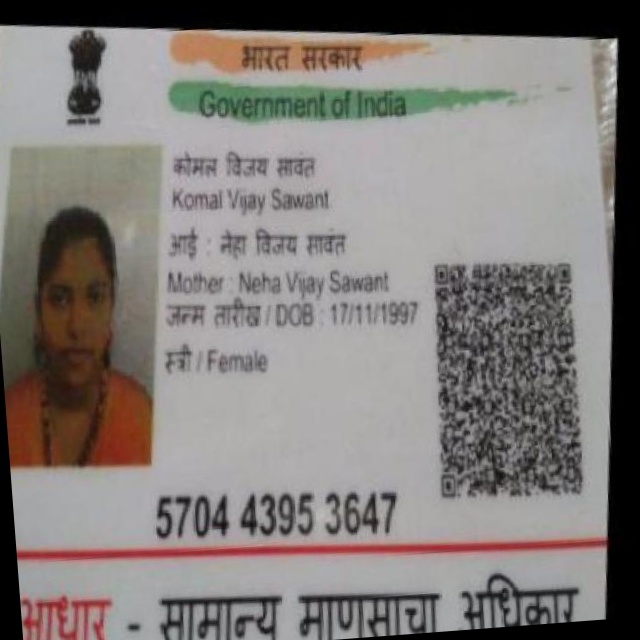 भारत सरकार
Government of India
कोमल विजय सावंत
Komal Vijay Sawant
आई : नेहा विजय सावंत
Mother : Neha Vijay Sawant
जन्म तारीख / DOB : 17/11/1997
स्त्री / Female
5704 4395 3647
आधार - सामान्य माणसाचा अधिकार